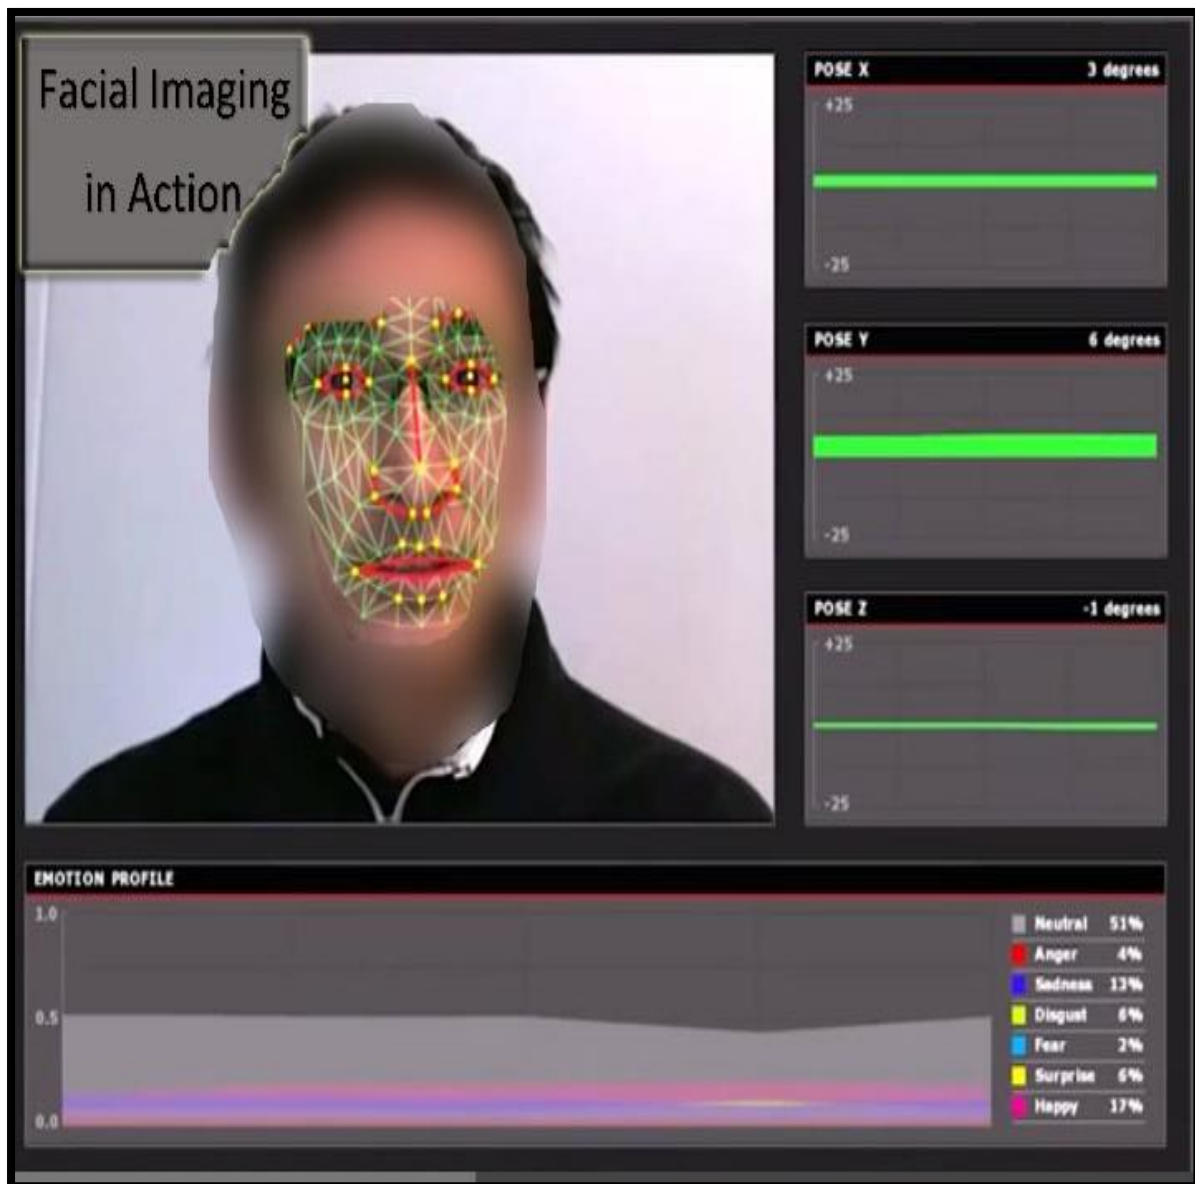 Facial Imaging
in Action
POSE X 3 degrees
+25
-25
POSE Y 6 degrees
+25
-25
POSE Z -1 degrees
+25
-25
EMOTION PROFILE
1.0
0.5
0.0
Neutral 51%
Anger 4%
Sadness 13%
Disgust 6%
Fear 2%
Surprise 6%
Happy 17%